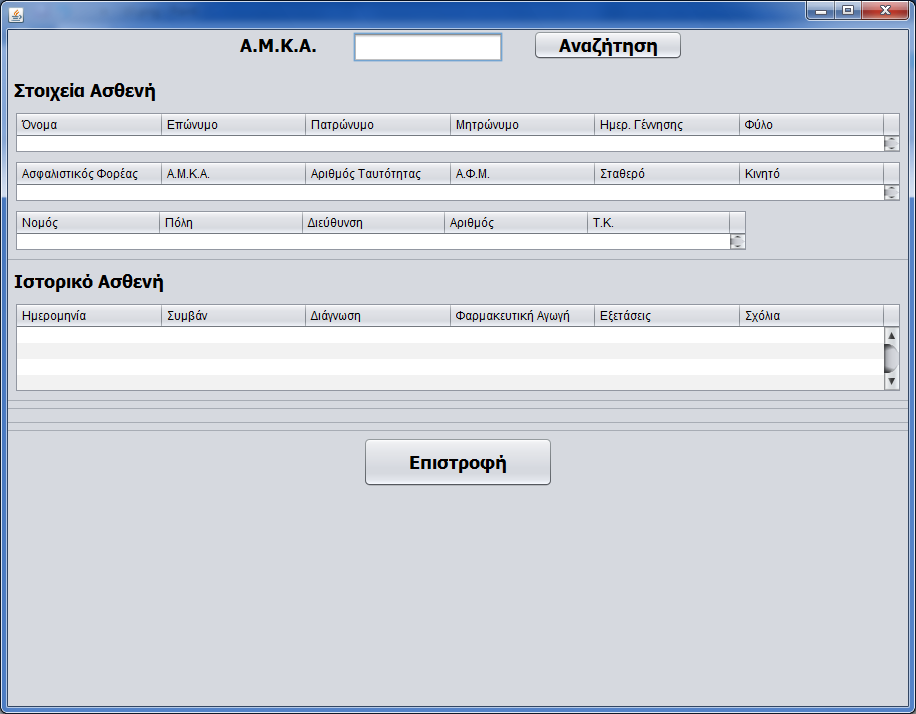 Α.Μ.Κ.Α. Αναζήτηση
Στοιχεία Ασθενή
Όνομα Επώνυμο Πατρώνυμο Μητρώνυμο Ημερ. Γέννησης Φύλο
Ασφαλιστικός Φορέας Α.Μ.Κ.Α. Αριθμός Ταυτότητας Α.Φ.Μ. Σταθερό Κινητό
Νομός Πόλη Διεύθυνση Αριθμός Τ.Κ.
Ιστορικό Ασθενή
Ημερομηνία Συμβάν Διάγνωση Φαρμακευτική Αγωγή Εξετάσεις Σχόλια
Επιστροφή